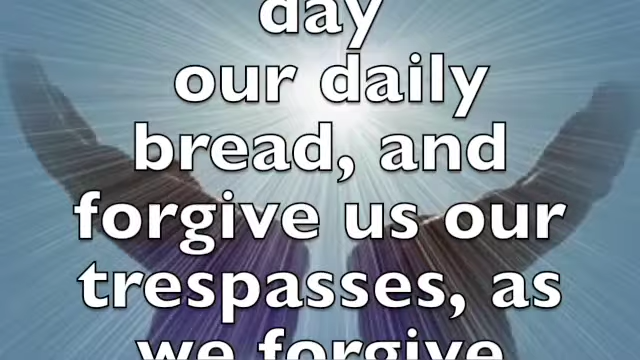 day
our daily
bread, and
forgive us our
trespasses, as
we forgive